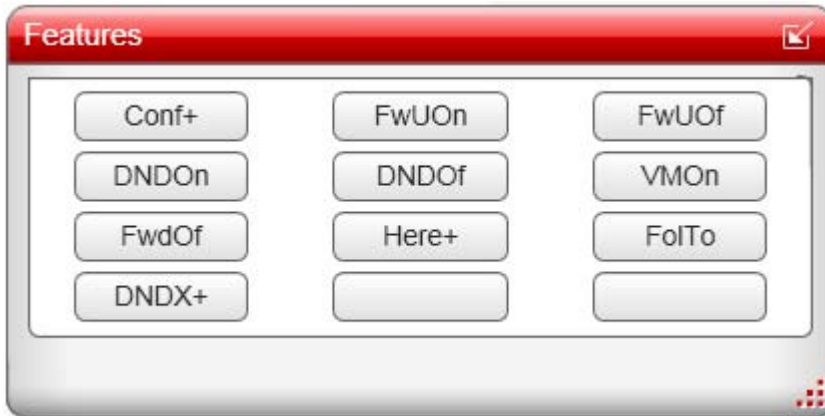 Features
Conf+ FwUOn FwUOf
DNDOn DNDOf VMOn
FwdOf Here+ FolTo
DNDX+